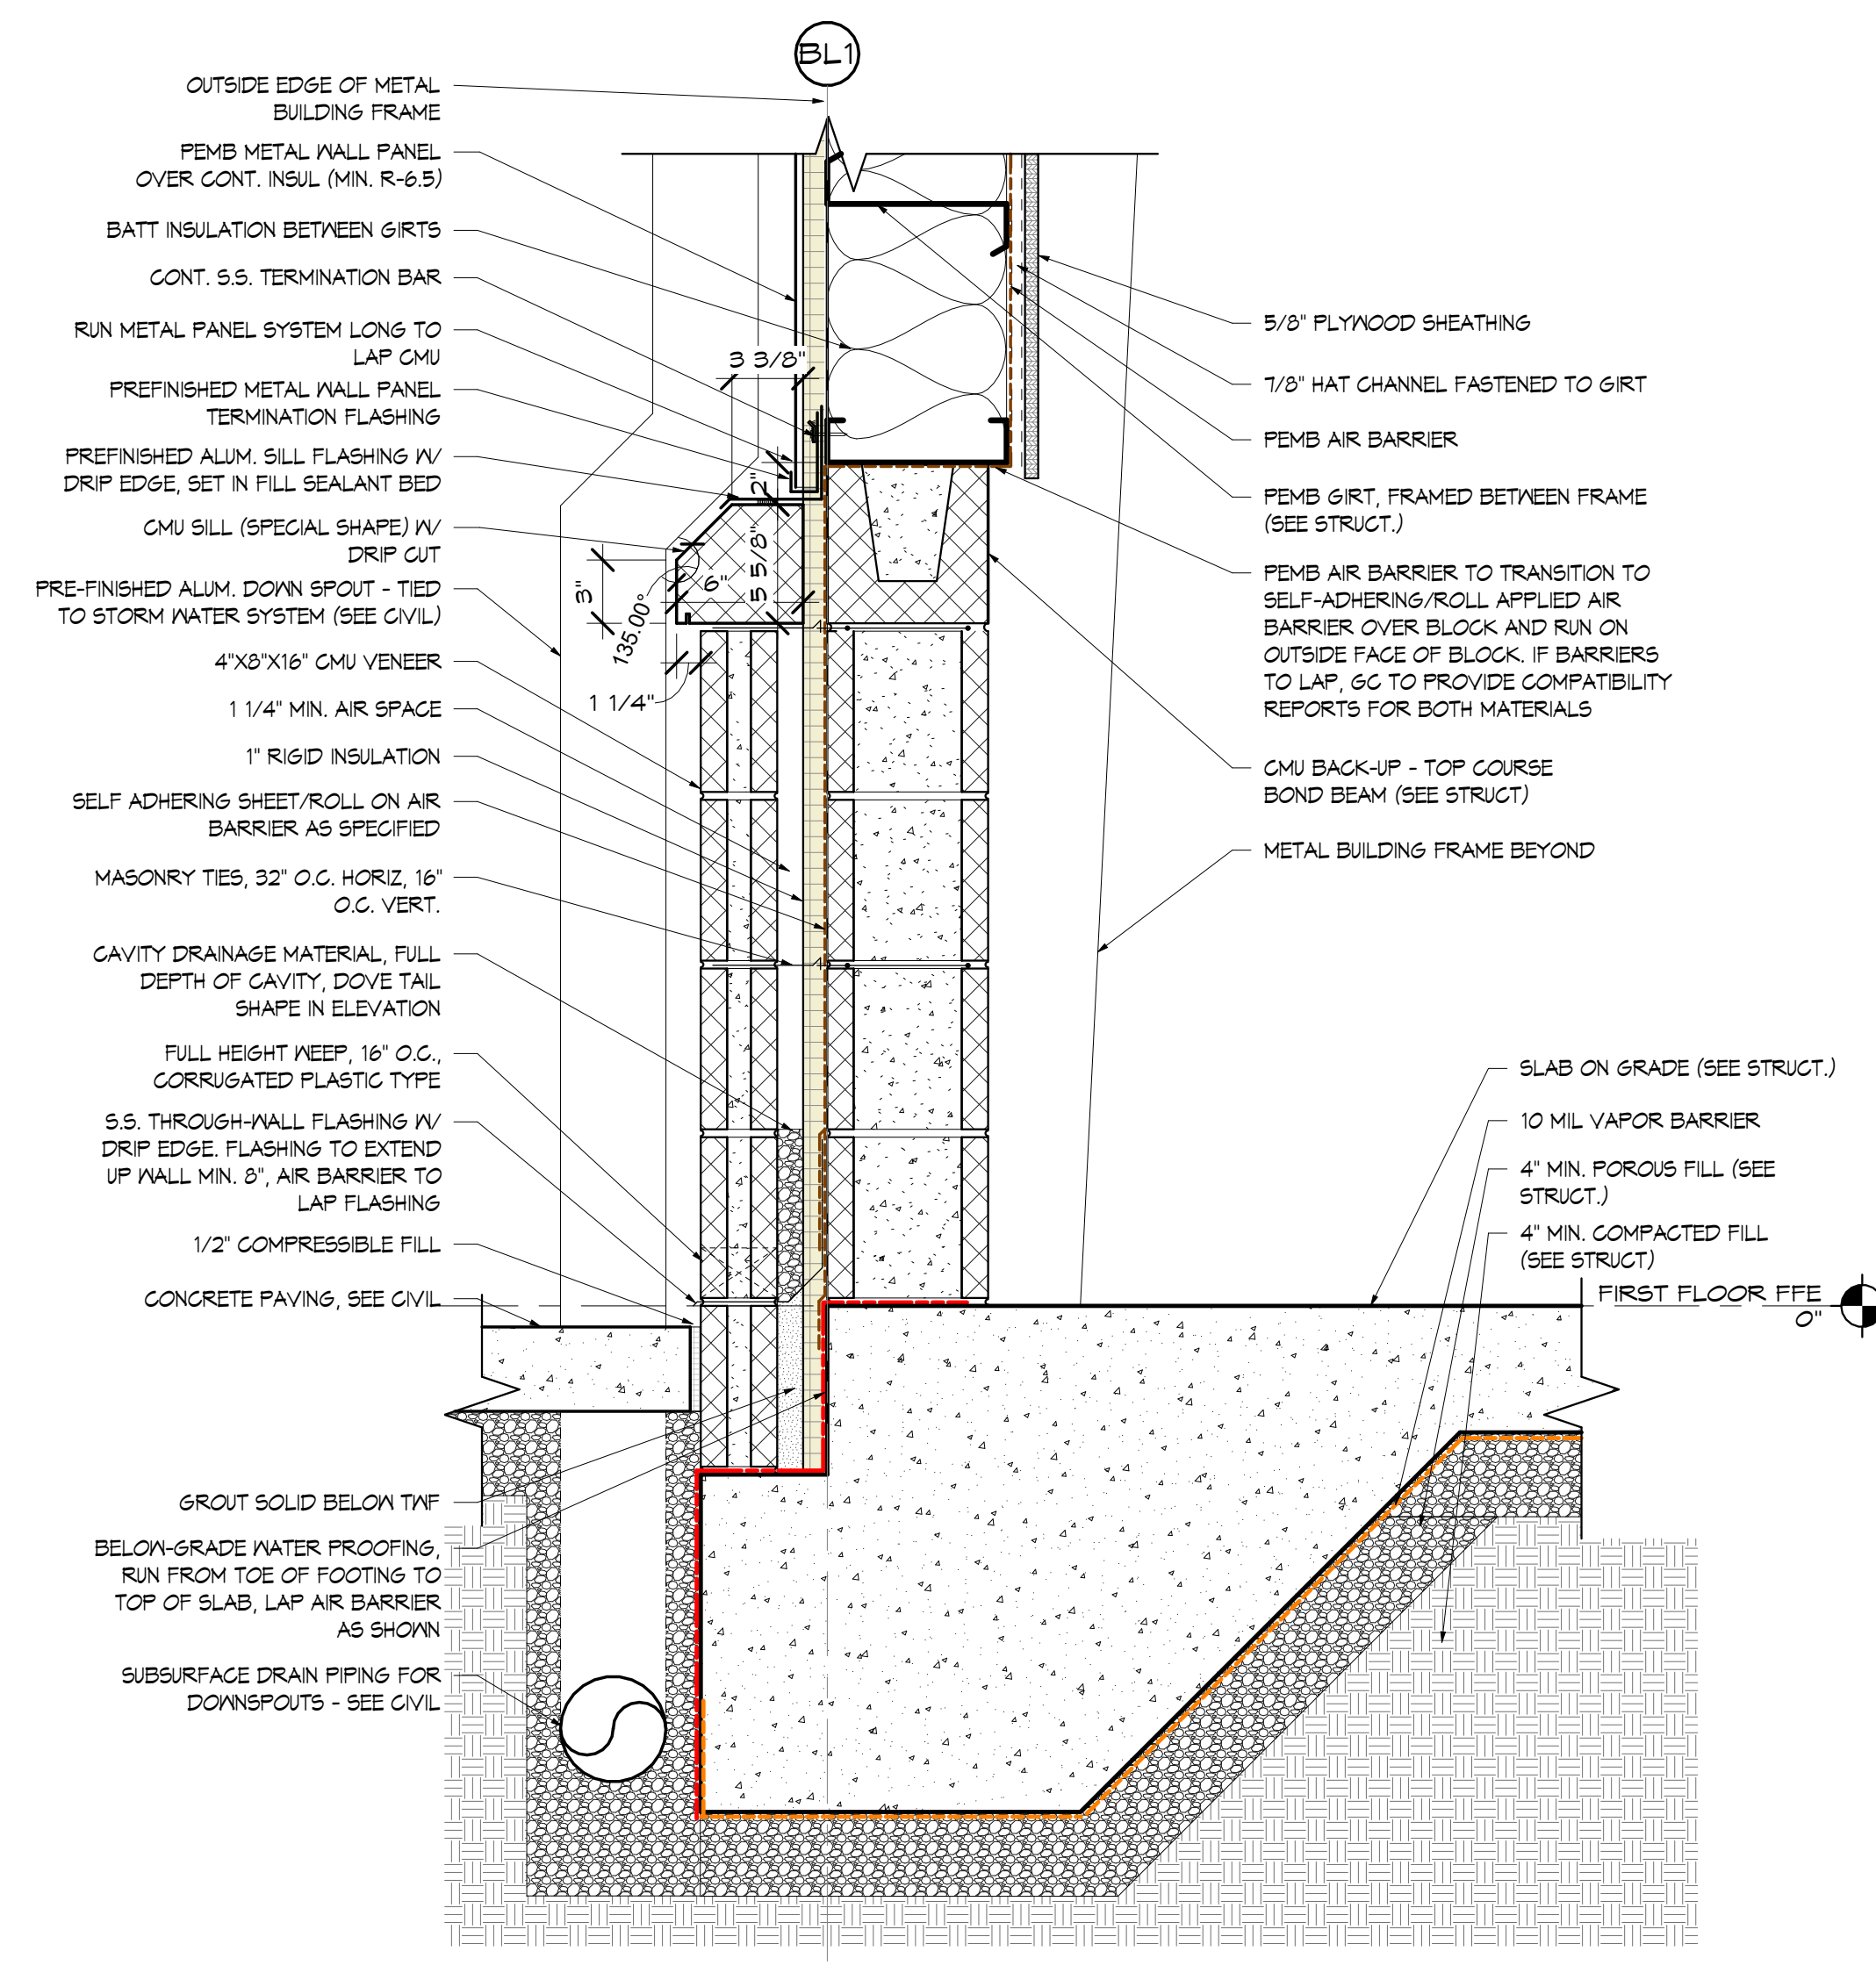 BL1
OUTSIDE EDGE OF METAL
BUILDING FRAME
PEMB METAL WALL PANEL
OVER CONT. INSUL (MIN. R-6.5)
BATT INSULATION BETWEEN GIRTS
CONT. S.S. TERMINATION BAR
RUN METAL PANEL SYSTEM LONG TO
LAP CMU
PREFINISHED METAL WALL PANEL
TERMINATION FLASHING
PREFINISHED ALUM. SILL FLASHING W/
DRIP EDGE, SET IN FILL SEALANT BED
CMU SILL (SPECIAL SHAPE) W/
DRIP CUT
PRE-FINISHED ALUM. DOWN SPOUT - TIED
TO STORM WATER SYSTEM (SEE CIVIL)
4"X8"X16" CMU VENEER
1 1/4" MIN. AIR SPACE
1" RIGID INSULATION
SELF ADHERING SHEET/ROLL ON AIR
BARRIER AS SPECIFIED
MASONRY TIES, 32" O.C. HORIZ, 16"
O.C. VERT.
CAVITY DRAINAGE MATERIAL, FULL
DEPTH OF CAVITY, DOVE TAIL
SHAPE IN ELEVATION
FULL HEIGHT WEEP, 16" O.C.,
CORRUGATED PLASTIC TYPE
S.S. THROUGH-WALL FLASHING W/
DRIP EDGE. FLASHING TO EXTEND
UP WALL MIN. 8", AIR BARRIER TO
LAP FLASHING
1/2" COMPRESSIBLE FILL
CONCRETE PAVING, SEE CIVIL
GROUT SOLID BELOW TWF
BELOW-GRADE WATER PROOFING,
RUN FROM TOE OF FOOTING TO
TOP OF SLAB, LAP AIR BARRIER
AS SHOWN
SUBSURFACE DRAIN PIPING FOR
DOWNSPOUTS - SEE CIVIL
3 3/8"
2"
5 5/8"
6"
3"
135.00°
1 1/4"
5/8" PLYWOOD SHEATHING
7/8" HAT CHANNEL FASTENED TO GIRT
PEMB AIR BARRIER
PEMB GIRT, FRAMED BETWEEN FRAME
(SEE STRUCT.)
PEMB AIR BARRIER TO TRANSITION TO
SELF-ADHERING/ROLL APPLIED AIR
BARRIER OVER BLOCK AND RUN ON
OUTSIDE FACE OF BLOCK. IF BARRIERS
TO LAP, GC TO PROVIDE COMPATIBILITY
REPORTS FOR BOTH MATERIALS
CMU BACK-UP - TOP COURSE
BOND BEAM (SEE STRUCT)
METAL BUILDING FRAME BEYOND
SLAB ON GRADE (SEE STRUCT.)
10 MIL VAPOR BARRIER
4" MIN. POROUS FILL (SEE
STRUCT.)
4" MIN. COMPACTED FILL
(SEE STRUCT)
FIRST FLOOR FFE
0"